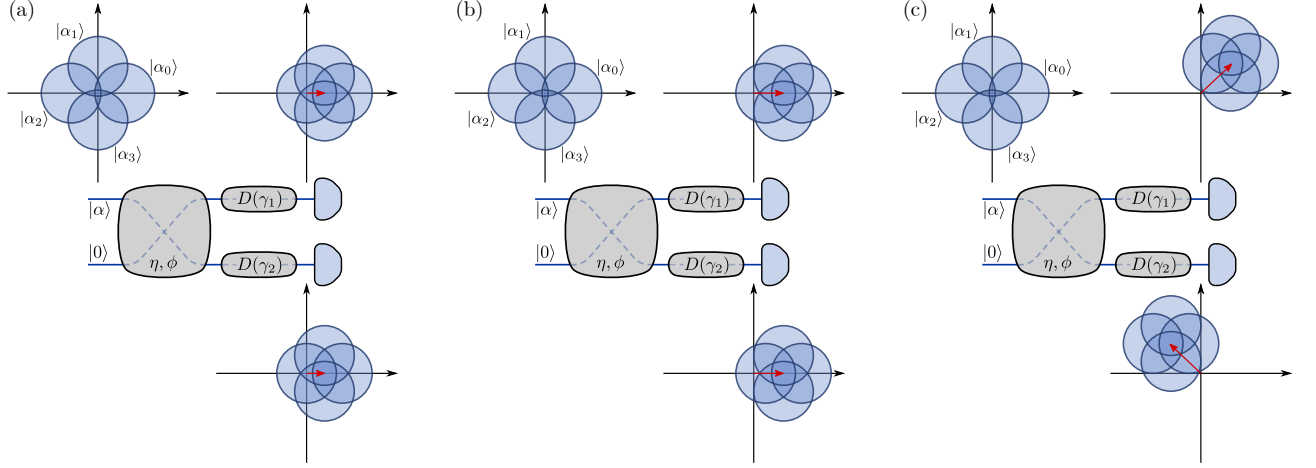 (a)
|α₁⟩
|α₀⟩
|α₂⟩
|α₃⟩
|α⟩
D(γ₁)
|0⟩
η, ϕ
D(γ₂)
(b)
|α₁⟩
|α₀⟩
|α₂⟩
|α₃⟩
|α⟩
D(γ₁)
|0⟩
η, ϕ
D(γ₂)
(c)
|α₁⟩
|α₀⟩
|α₂⟩
|α₃⟩
|α⟩
D(γ₁)
|0⟩
η, ϕ
D(γ₂)